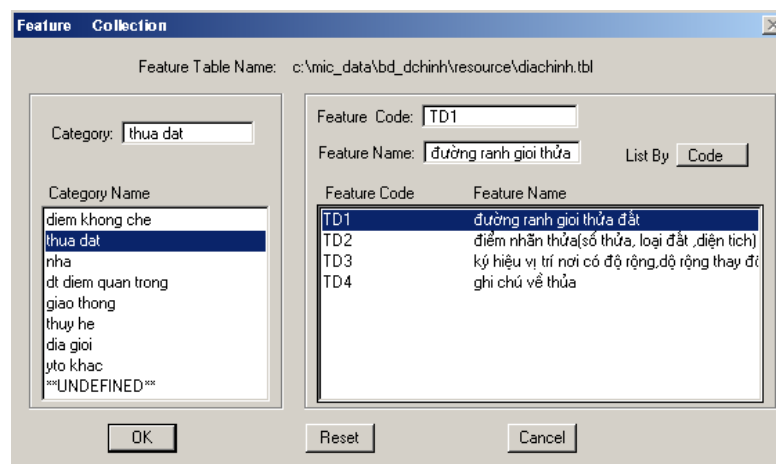 Feature Collection
Feature Table Name: c:\mic_data\bd_dchinh\resource\diachinh.tbl
Category: thua dat
Category Name
diem khong che
thua dat
nha
dt diem quan trong
giao thong
thuy he
dia gioi
yto khac
**UNDEFINED**
Feature Code: TD1
Feature Name: đường ranh gioi thửa
List By Code
Feature Code Feature Name
TD1 đường ranh gioi thửa đất
TD2 điểm nhãn thửa(số thửa, loại đất ,diện tich)
TD3 ký hiệu vị trí nơi có độ rộng,dộ rộng thay
TD4 ghi chú về thủa
OK Reset Cancel